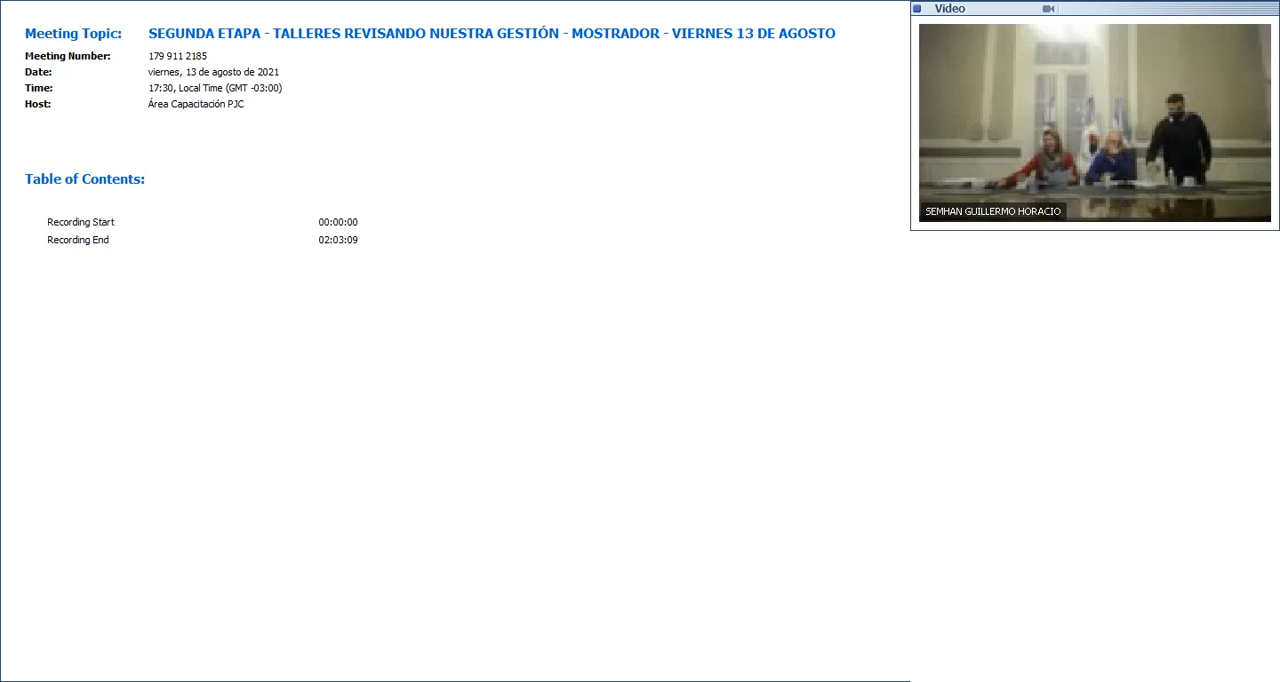 Meeting Topic: SEGUNDA ETAPA - TALLERES REVISANDO NUESTRA GESTIÓN - MOSTRADOR - VIERNES 13 DE AGOSTO
Meeting Number: 179 911 2185
Date: viernes, 13 de agosto de 2021
Time: 17:30, Local Time (GMT -03:00)
Host: Área Capacitación PJC
Table of Contents:
Recording Start 00:00:00
Recording End 02:03:09
Video
SEMHAN GUILLERMO HORACIO